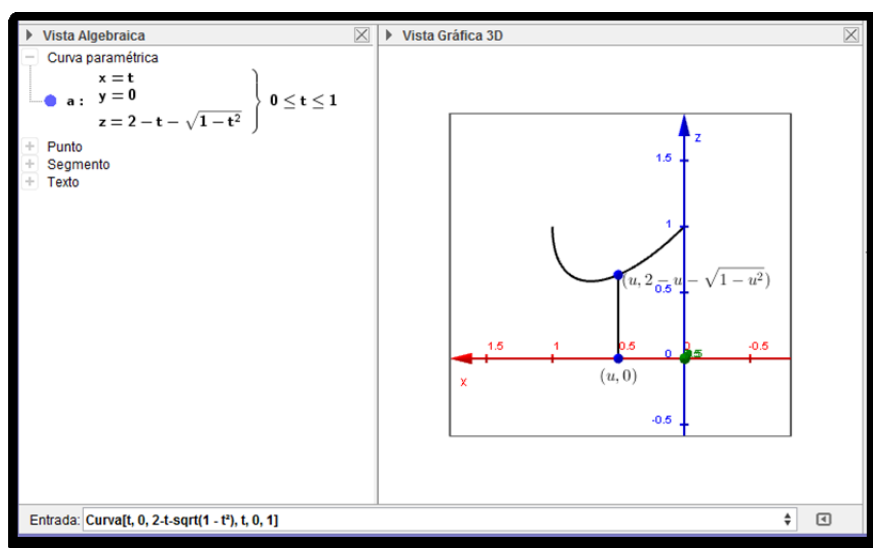 Vista Algebraica
Curva paramétrica
a : x = t
y = 0
z = 2 − t − √(1 − t²)
0 ≤ t ≤ 1
Punto
Segmento
Texto
Vista Gráfica 3D
z
1.5
1
(u, 2 − u − √(1 − u²))
0.5
1.5 1 0.5 0 0 0.5 -0.5
x
(u, 0)
-0.5
Entrada: Curva[t, 0, 2-t-sqrt(1 - t²), t, 0, 1]